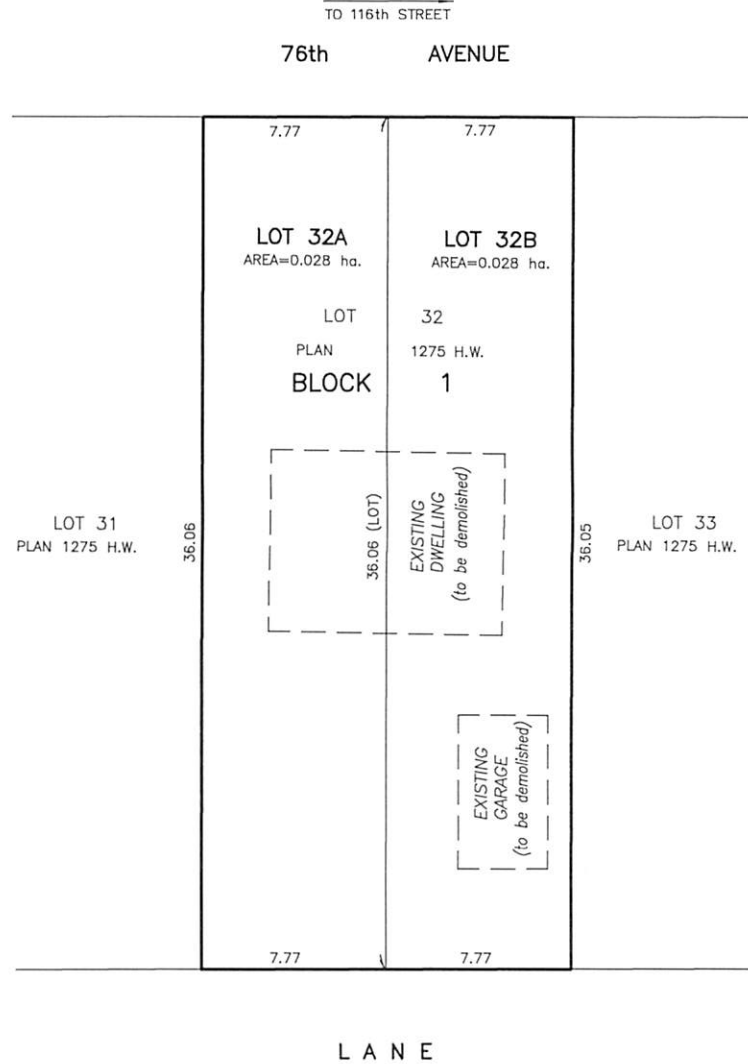 TO 116th STREET
76th AVENUE
7.77 7.77
LOT 32A LOT 32B
AREA=0.028 ha. AREA=0.028 ha.
LOT 32
PLAN 1275 H.W.
BLOCK 1
LOT 31
PLAN 1275 H.W.
36.06
36.06 (LOT)
EXISTING
DWELLING
(to be demolished)
36.05
LOT 33
PLAN 1275 H.W.
EXISTING
GARAGE
(to be demolished)
7.77 7.77
LANE